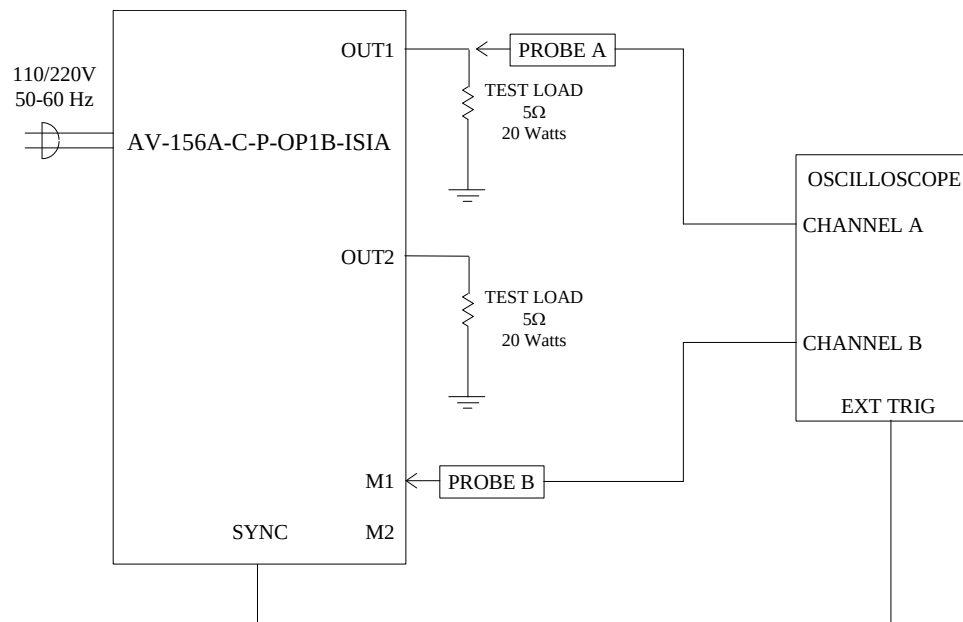 110/220V
50-60 Hz
AV-156A-C-P-OP1B-ISIA
OUT1
PROBE A
TEST LOAD
5Ω
20 Watts
OUT2
TEST LOAD
5Ω
20 Watts
M1
PROBE B
M2
SYNC
OSCILLOSCOPE
CHANNEL A
CHANNEL B
EXT TRIG